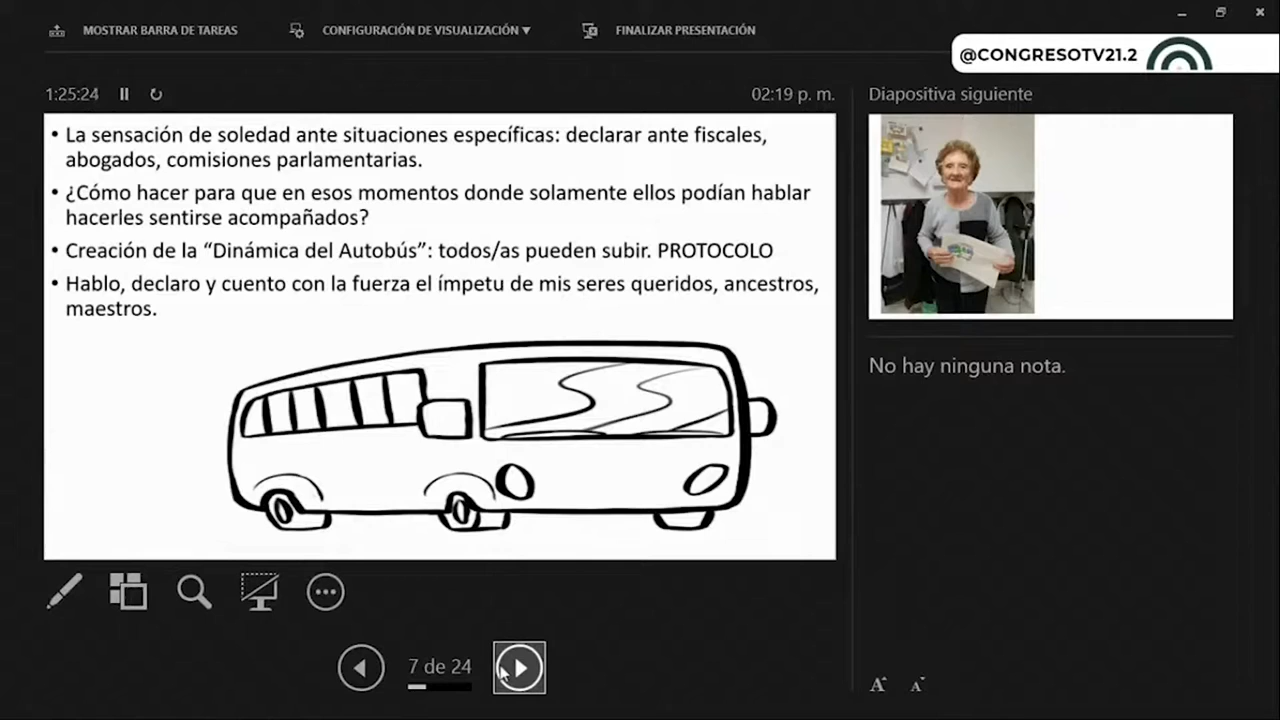 MOSTRAR BARRA DE TAREAS
CONFIGURACIÓN DE VISUALIZACIÓN ▼
FINALIZAR PRESENTACIÓN
@CONGRESOTV21.2
1:25:24
02:19 p. m.
Diapositiva siguiente
• La sensación de soledad ante situaciones específicas: declarar ante fiscales,
abogados, comisiones parlamentarias.
• ¿Cómo hacer para que en esos momentos donde solamente ellos podían hablar
hacerles sentirse acompañados?
• Creación de la “Dinámica del Autobús”: todos/as pueden subir. PROTOCOLO
• Hablo, declaro y cuento con la fuerza el ímpetu de mis seres queridos, ancestros,
maestros.
No hay ninguna nota.
7 de 24
A A